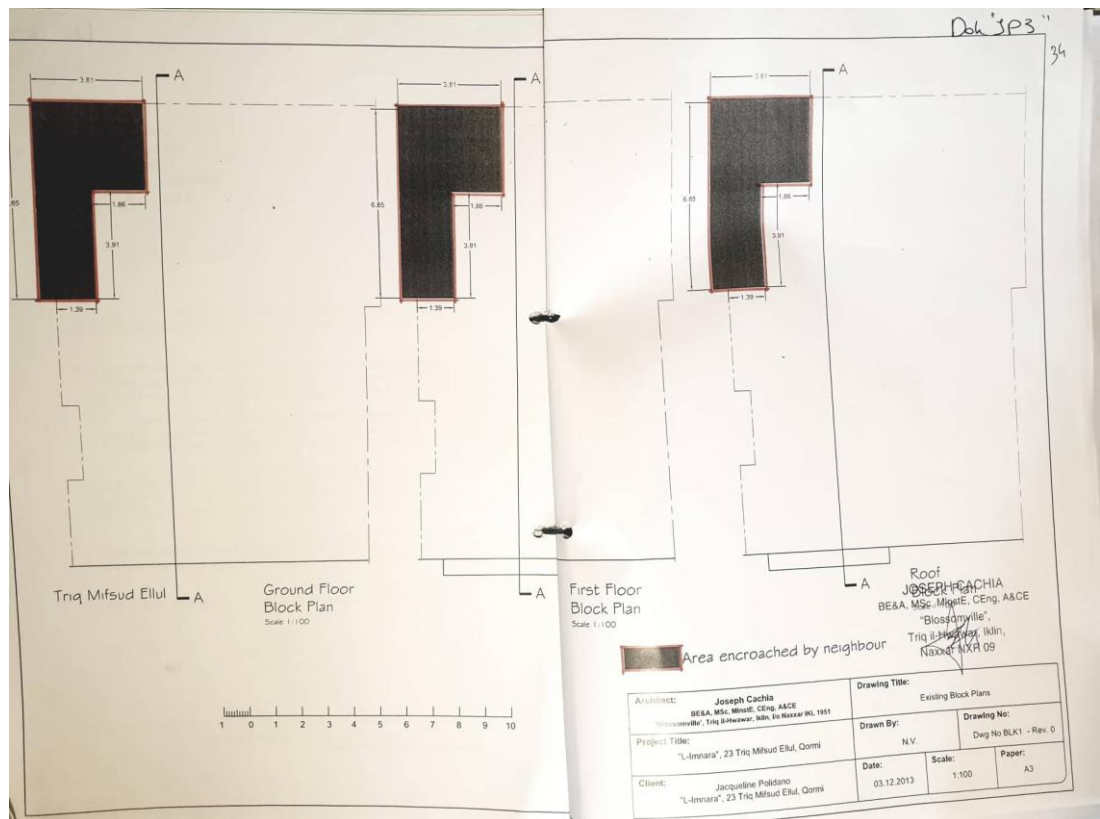 Dok "JP3"
34
A
A
A
3.81
3.81
3.81
6.85
6.85
1.86
1.86
1.86
3.91
3.91
3.91
1.39
1.39
1.39
Triq Mifsud Ellul
A
Ground Floor
Block Plan
Scale 1:100
A
First Floor
Block Plan
Scale 1:100
A
Roof
Block Plan
JOSEPH CACHIA
BE&A, MSc, MInstE, CEng, A&CE
"Blossomville",
Triq il-Hwawar, Iklin,
Naxxar NXR 09
Area encroached by neighbour
1 0 1 2 3 4 5 6 7 8 9 10
Architect:
Joseph Cachia
BE&A, MSc, MInstE, CEng, A&CE
"Blossomville", Triq il-Hwawar, Iklin, l/o Naxxar IKL 1951
Drawing Title:
Existing Block Plans
Project Title:
"L-Imnara", 23 Triq Mifsud Ellul, Qormi
Drawn By:
N.V.
Drawing No:
Dwg No BLK1 - Rev. 0
Client:
Jacqueline Polidano
"L-Imnara", 23 Triq Mifsud Ellul, Qormi
Date:
03.12.2013
Scale:
1:100
Paper:
A3